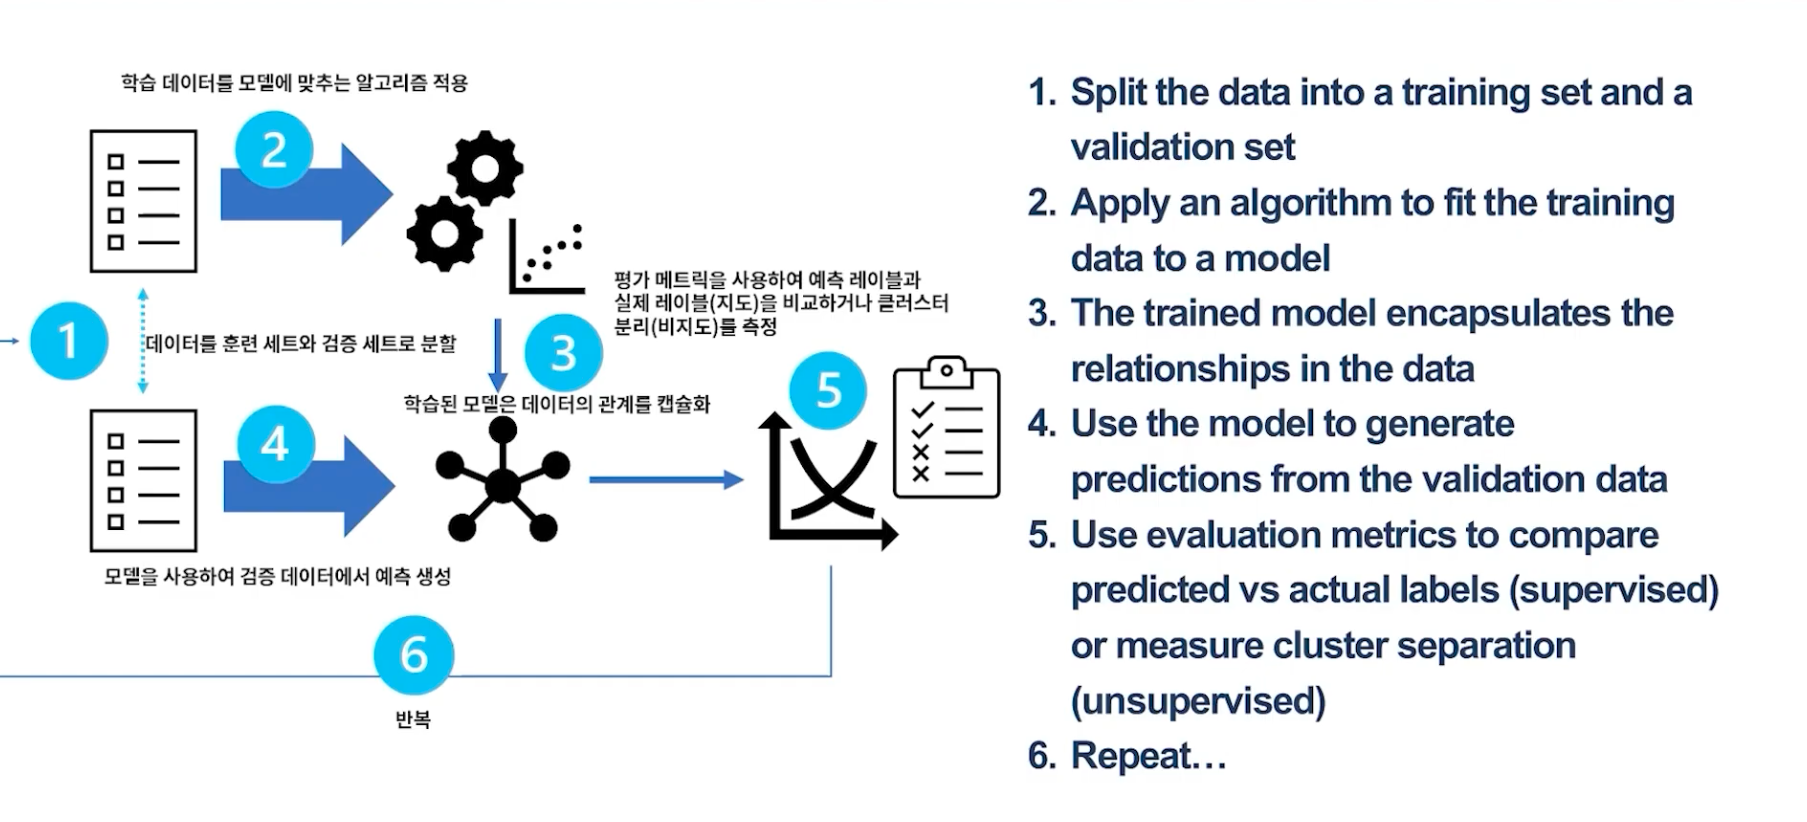 학습 데이터를 모델에 맞추는 알고리즘 적용
2
1
데이터를 훈련 세트와 검증 세트로 분할
3
평가 메트릭을 사용하여 예측 레이블과
실제 레이블(지도)을 비교하거나 클러스터
분리(비지도)를 측정
학습된 모델은 데이터의 관계를 캡슐화
4
5
모델을 사용하여 검증 데이터에서 예측 생성
6
반복
1. Split the data into a training set and a
validation set
2. Apply an algorithm to fit the training
data to a model
3. The trained model encapsulates the
relationships in the data
4. Use the model to generate
predictions from the validation data
5. Use evaluation metrics to compare
predicted vs actual labels (supervised)
or measure cluster separation
(unsupervised)
6. Repeat…